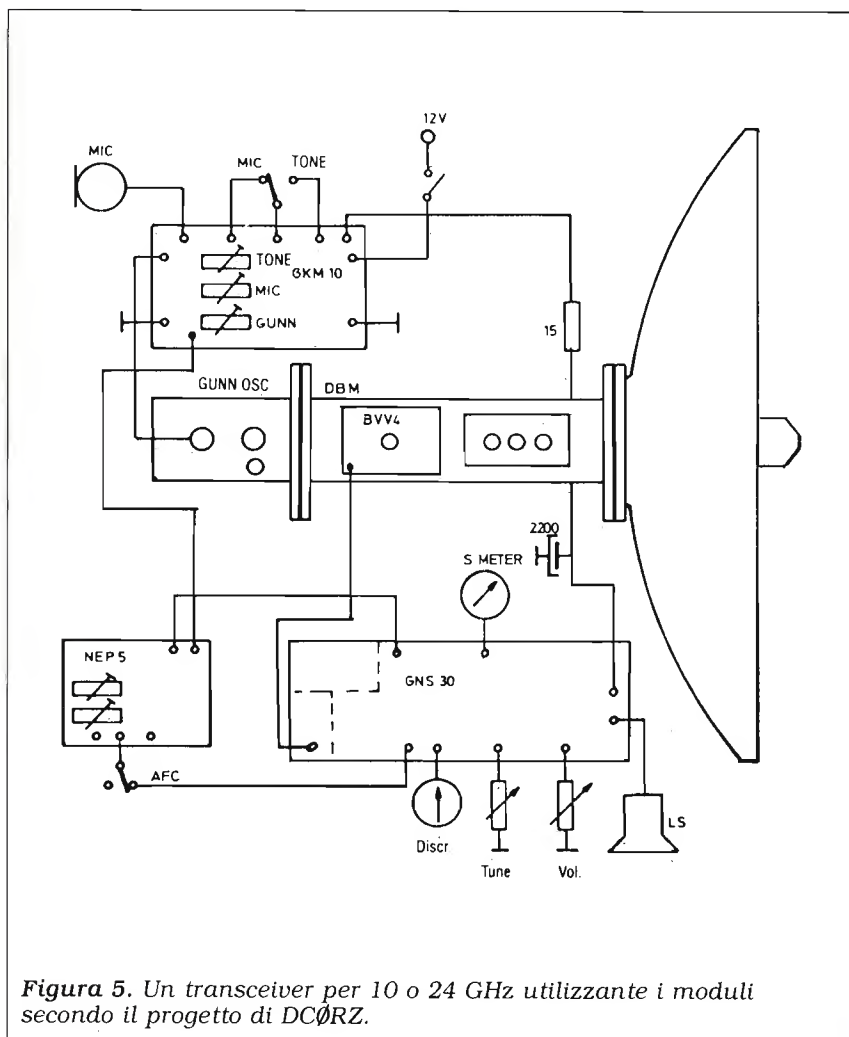 12V
MIC
MIC TONE
TONE
GKM 10
MIC
GUNN
15
GUNN OSC
DBM
BVV4
2200
S METER
NEP5
GNS 30
AFC
Discr.
Tune
Vol.
LS
Figura 5. Un transceiver per 10 o 24 GHz utilizzante i moduli
secondo il progetto di DCØRZ.